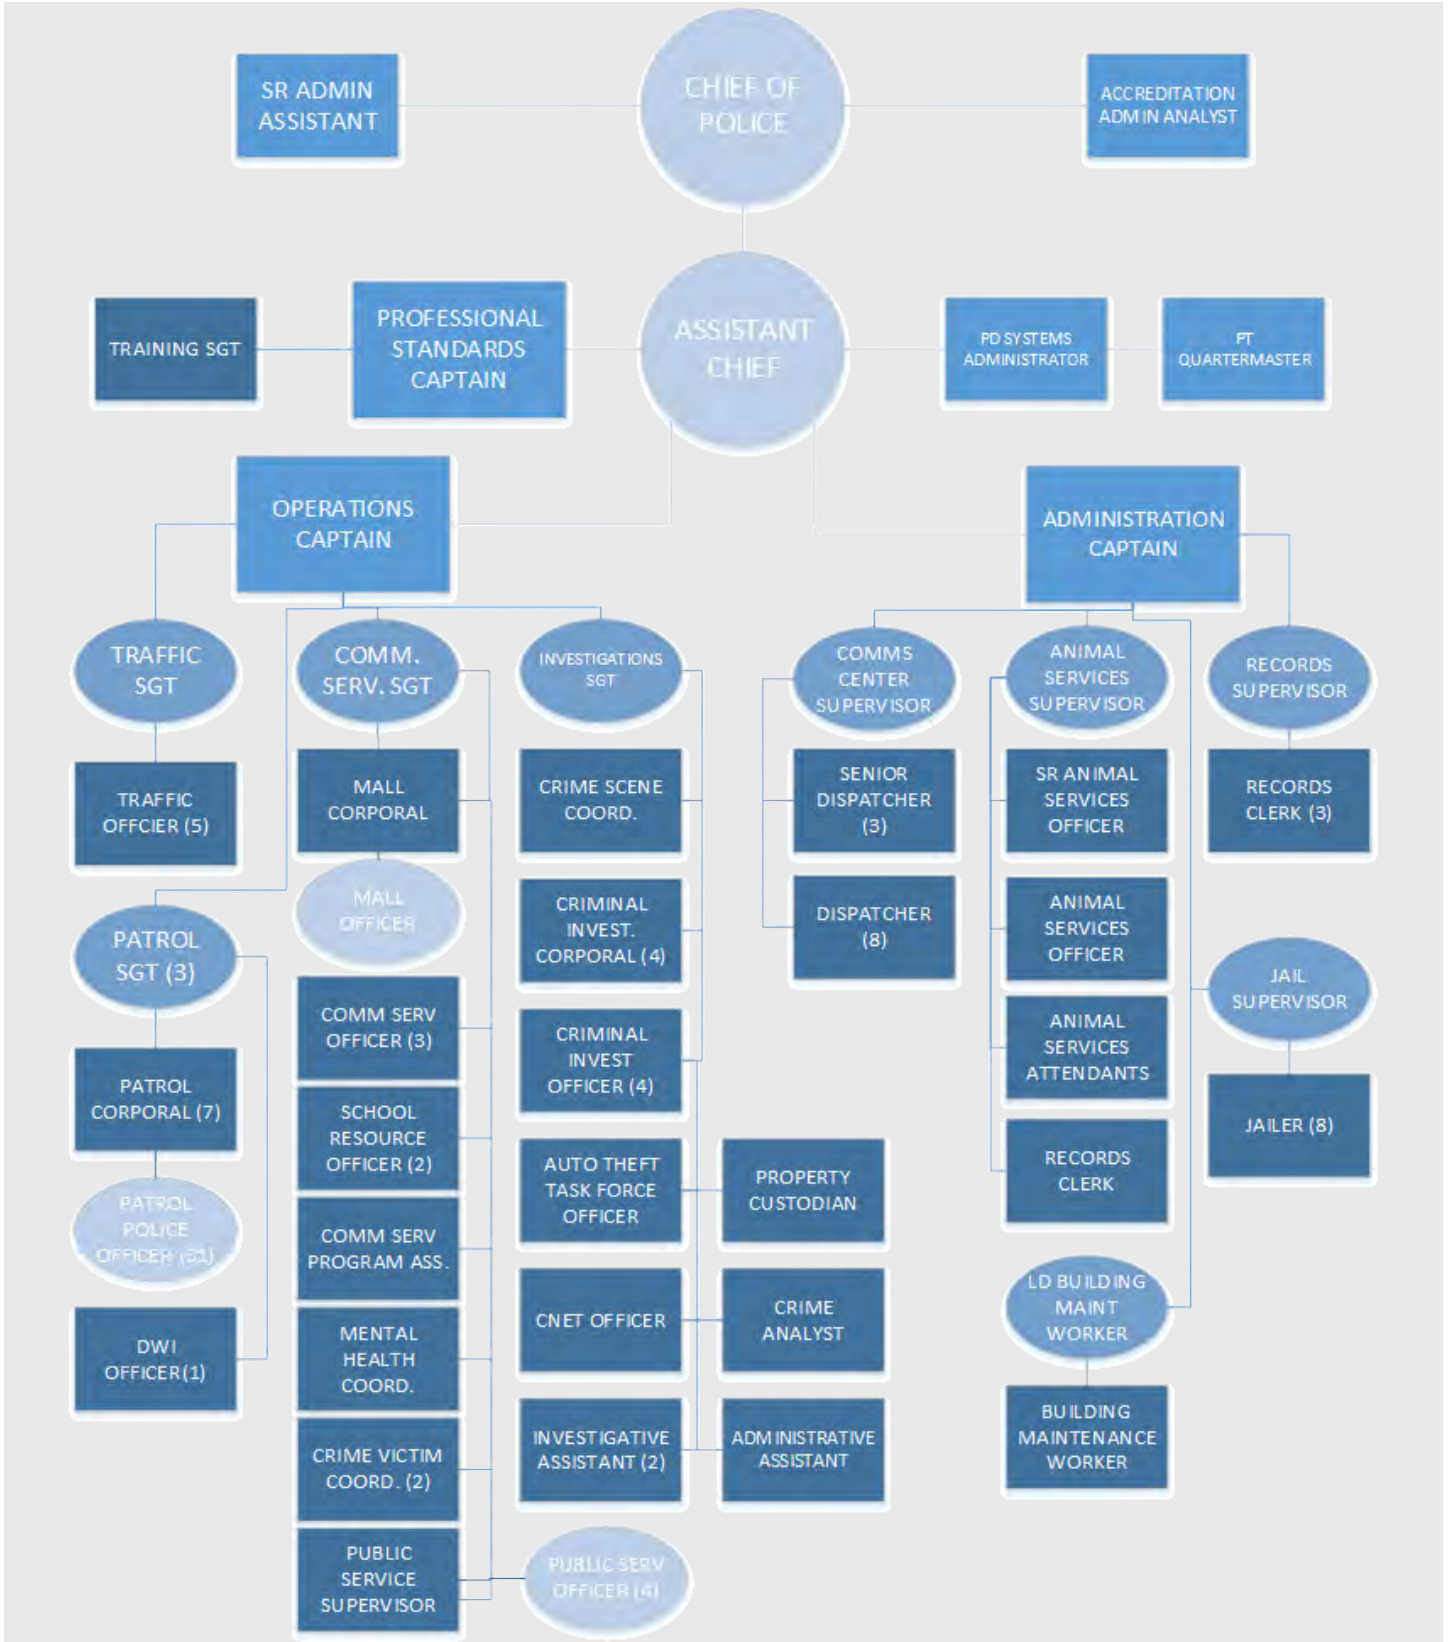 SR ADMIN
ASSISTANT
CHIEF OF
POLICE
ACCREDITATION
ADMIN ANALYST
TRAINING SGT
PROFESSIONAL
STANDARDS
CAPTAIN
ASSISTANT
CHIEF
PD SYSTEMS
ADMINISTRATOR
PT
QUARTERMASTER
OPERATIONS
CAPTAIN
ADMINISTRATION
CAPTAIN
TRAFFIC
SGT
TRAFFIC
OFFCIER (5)
PATROL
SGT (3)
PATROL
CORPORAL (7)
PATROL
POLICE
OFFICER (31)
DWI
OFFICER(1)
COMM.
SERV. SGT
MALL
CORPORAL
MALL
OFFICER
COMM SERV
OFFICER (3)
SCHOOL
RESOURCE
OFFICER (2)
COMM SERV
PROGRAM ASS.
MENTAL
HEALTH
COORD.
CRIME VICTIM
COORD. (2)
PUBLIC
SERVICE
SUPERVISOR
PUBLIC SERV
OFFICER (4)
INVESTIGATIONS
SGT
CRIME SCENE
COORD.
CRIMINAL
INVEST.
CORPORAL (4)
CRIMINAL
INVEST
OFFICER (4)
AUTO THEFT
TASK FORCE
OFFICER
PROPERTY
CUSTODIAN
CNET OFFICER
CRIME
ANALYST
INVESTIGATIVE
ASSISTANT (2)
ADMINISTRATIVE
ASSISTANT
COMMS
CENTER
SUPERVISOR
SENIOR
DISPATCHER
(3)
DISPATCHER
(8)
ANIMAL
SERVICES
SUPERVISOR
SR ANIMAL
SERVICES
OFFICER
ANIMAL
SERVICES
OFFICER
ANIMAL
SERVICES
ATTENDANTS
RECORDS
CLERK
RECORDS
SUPERVISOR
RECORDS
CLERK (3)
JAIL
SUPERVISOR
JAILER (8)
LD BUILDING
MAINT
WORKER
BUILDING
MAINTENANCE
WORKER